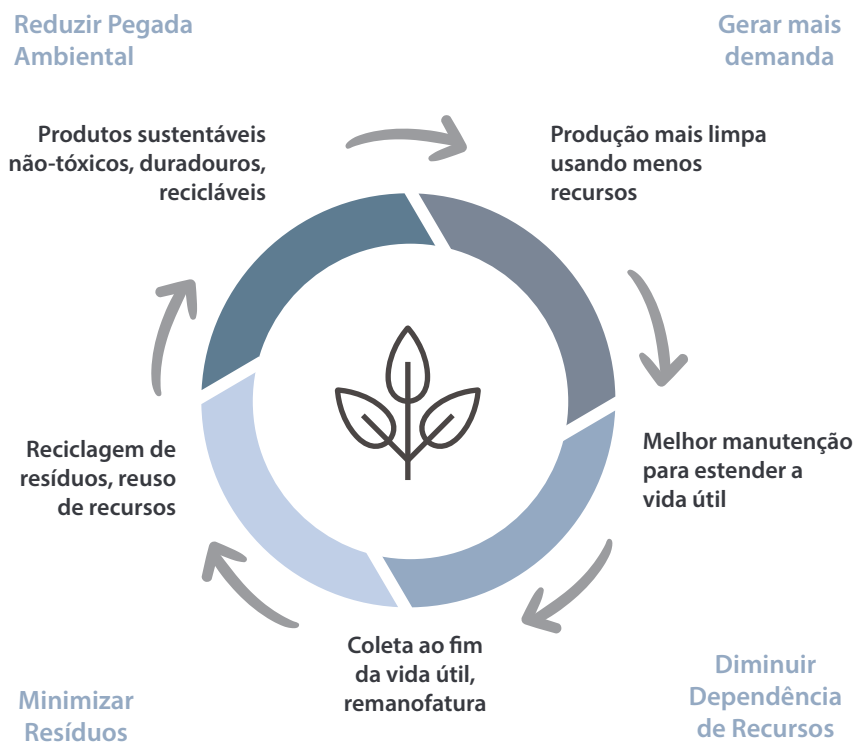 Reduzir Pegada
Ambiental
Gerar mais
demanda
Produtos sustentáveis
não-tóxicos, duradouros,
recicláveis
Produção mais limpa
usando menos
recursos
Melhor manutenção
para estender a
vida útil
Reciclagem de
resíduos, reuso
de recursos
Coleta ao fim
da vida útil,
remanofatura
Minimizar
Resíduos
Diminuir
Dependência
de Recursos